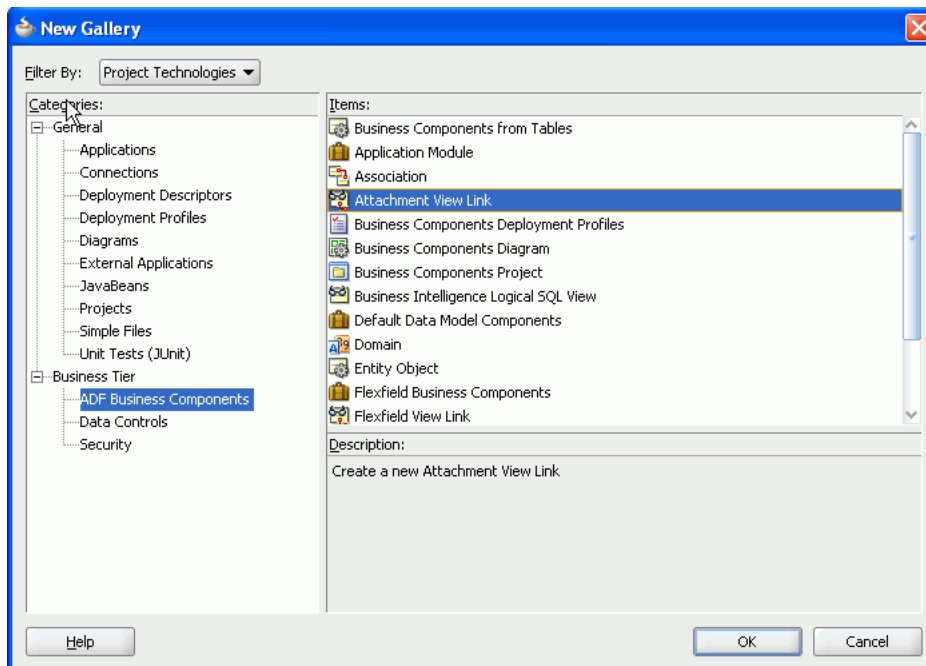 New Gallery
Filter By: Project Technologies
Categories:
General
Applications
Connections
Deployment Descriptors
Deployment Profiles
Diagrams
External Applications
JavaBeans
Projects
Simple Files
Unit Tests (JUnit)
Business Tier
ADF Business Components
Data Controls
Security
Items:
Business Components from Tables
Application Module
Association
Attachment View Link
Business Components Deployment Profiles
Business Components Diagram
Business Components Project
Business Intelligence Logical SQL View
Default Data Model Components
Domain
Entity Object
Flexfield Business Components
Flexfield View Link
Description:
Create a new Attachment View Link
Help OK Cancel